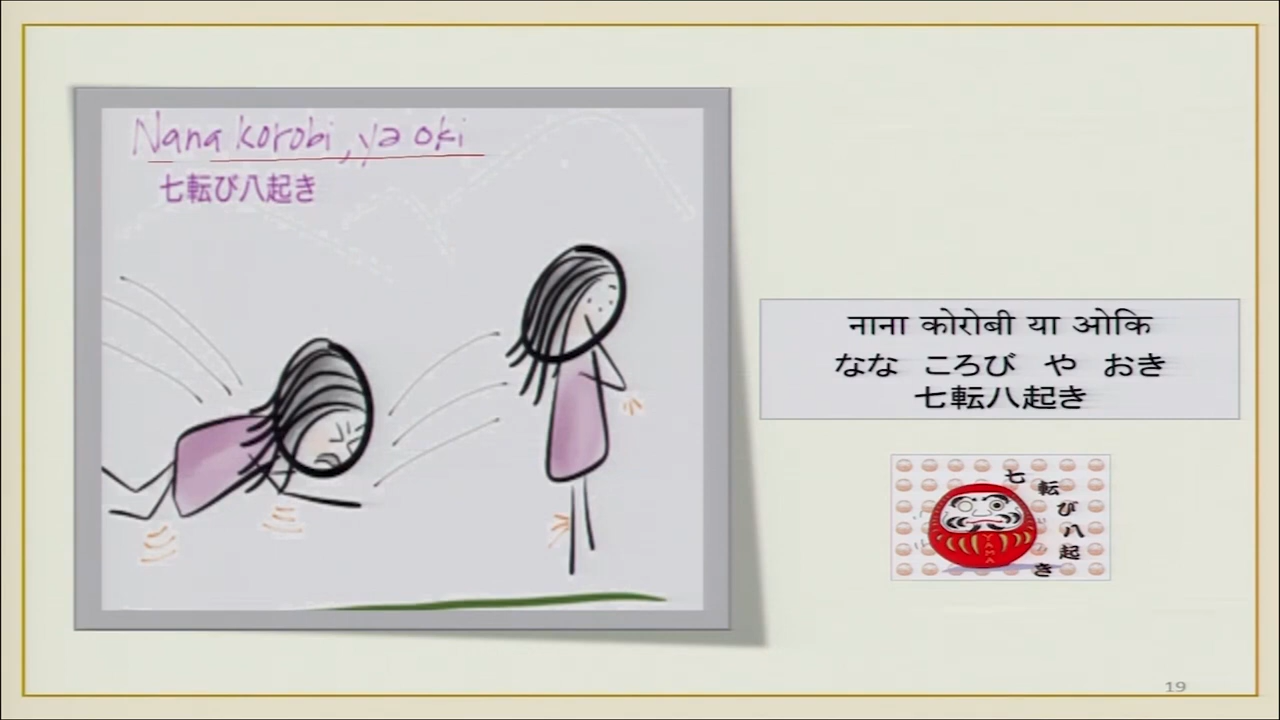 Nana korobi, ya oki
七転び八起き
नाना कोरोबी या ओकि
なな ころび や おき
七転八起き
七転び八起き
YAMA
19